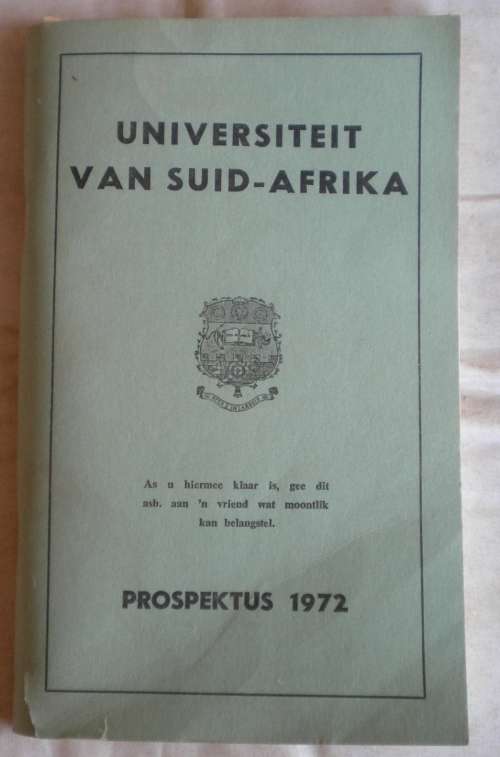 UNIVERSITEIT
VAN SUID-AFRIKA
As u hiermee klaar is, gee dit
asb. aan 'n vriend wat moontlik
kan belangstel.
PROSPEKTUS 1972